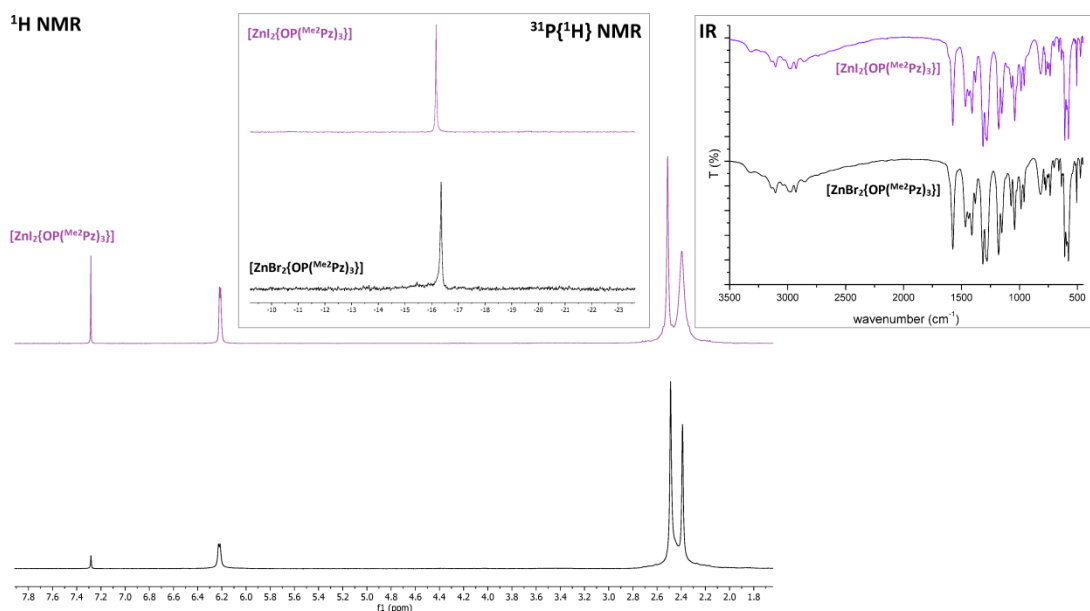 ¹H NMR
[ZnI₂{OP(ᴹᵉ²Pz)₃}]
³¹P{¹H} NMR
[ZnBr₂{OP(ᴹᵉ²Pz)₃}]
-10 -11 -12 -13 -14 -15 -16 -17 -18 -19 -20 -21 -22 -23
IR
[ZnI₂{OP(ᴹᵉ²Pz)₃}]
[ZnBr₂{OP(ᴹᵉ²Pz)₃}]
T (%)
3500 3000 2500 2000 1500 1000 500
wavenumber (cm⁻¹)
[ZnI₂{OP(ᴹᵉ²Pz)₃}]
7.8 7.6 7.4 7.2 7.0 6.8 6.6 6.4 6.2 6.0 5.8 5.6 5.4 5.2 5.0 4.8 4.6 4.4 4.2 4.0 3.8 3.6 3.4 3.2 3.0 2.8 2.6 2.4 2.2 2.0 1.8
f1 (ppm)